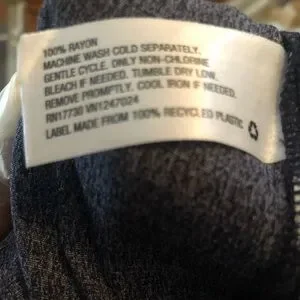 100% RAYON
MACHINE WASH COLD SEPARATELY.
GENTLE CYCLE. ONLY NON-CHLORINE
BLEACH IF NEEDED. TUMBLE DRY LOW.
REMOVE PROMPTLY. COOL IRON IF NEEDED.
RN17730 VN1247024
LABEL MADE FROM 100% RECYCLED PLASTIC